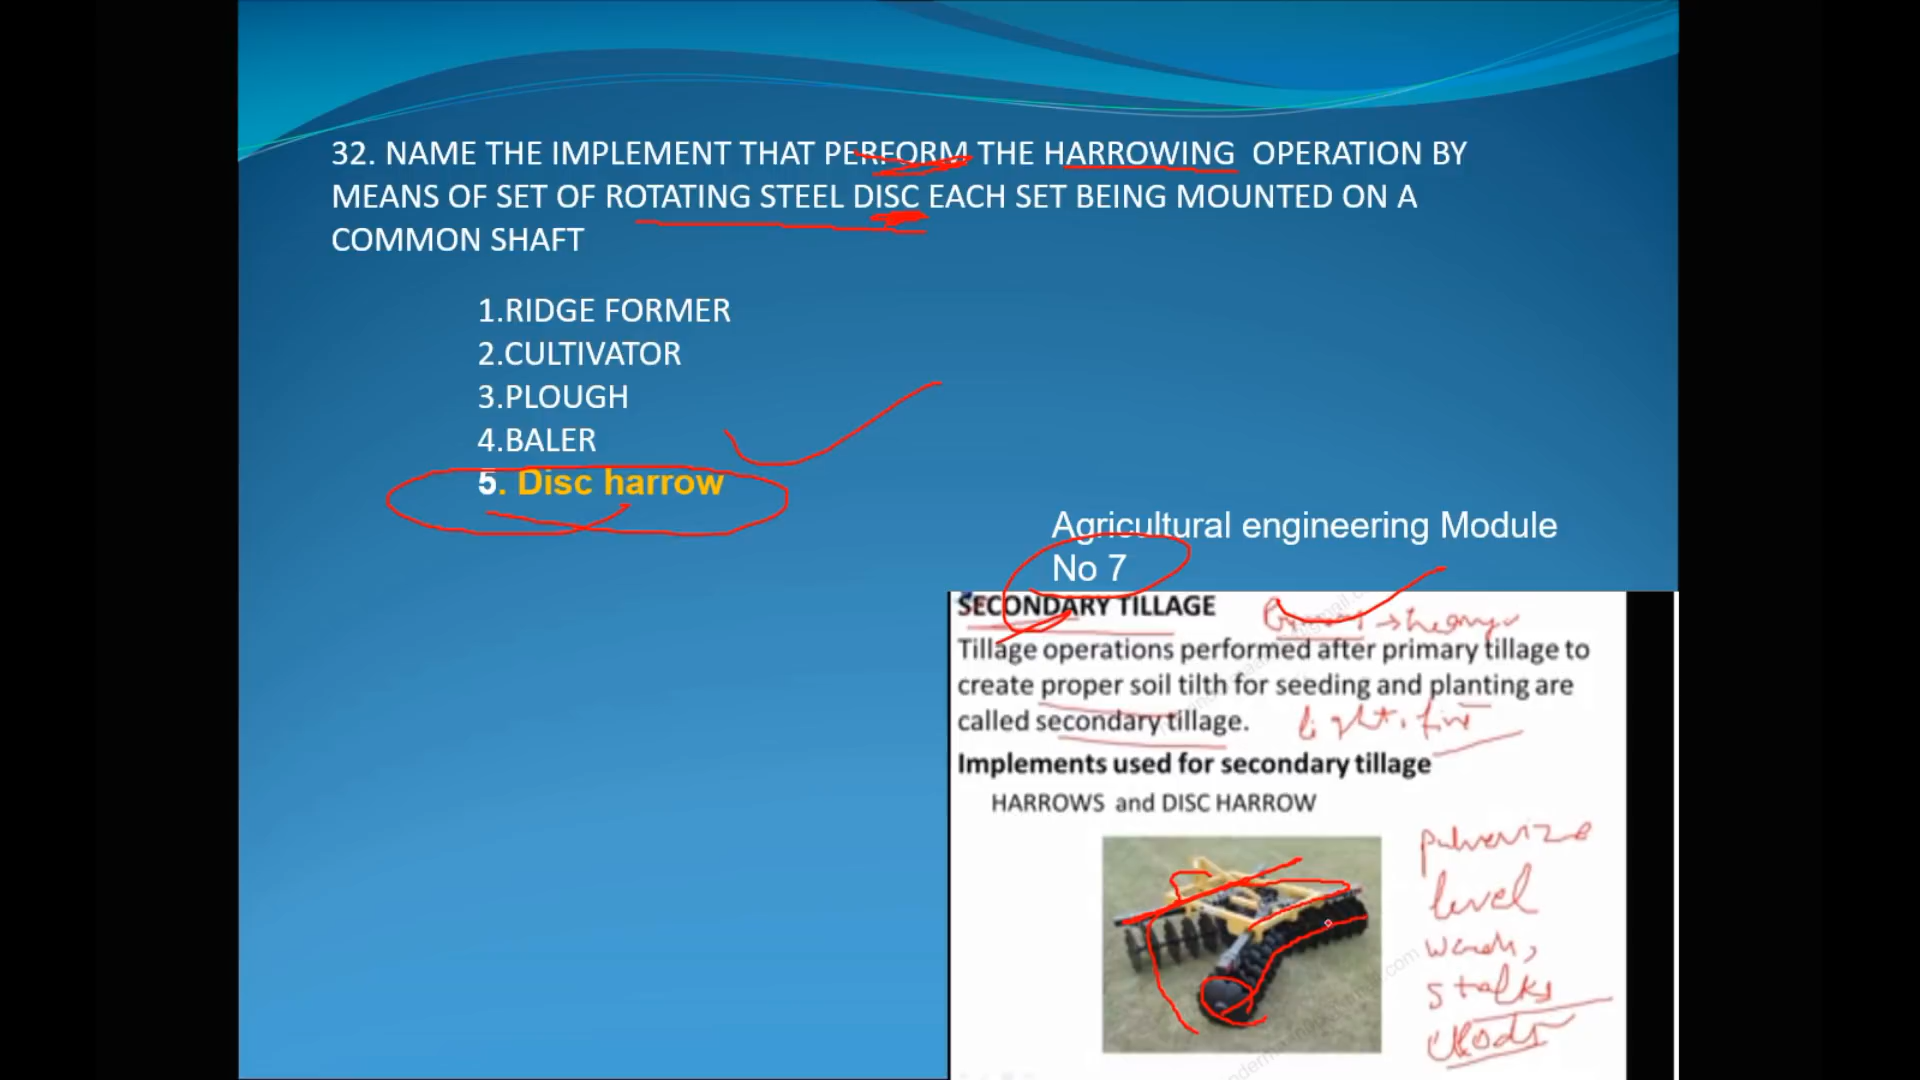 32. NAME THE IMPLEMENT THAT PERFORM THE HARROWING OPERATION BY
MEANS OF SET OF ROTATING STEEL DISC EACH SET BEING MOUNTED ON A
COMMON SHAFT
1.RIDGE FORMER
2.CULTIVATOR
3.PLOUGH
4.BALER
5. Disc harrow
Agricultural engineering Module
No 7
SECONDARY TILLAGE
Tillage operations performed after primary tillage to
create proper soil tilth for seeding and planting are
called secondary tillage.
light, fine
Implements used for secondary tillage
HARROWS and DISC HARROW
pulverize
level
stalks
clods